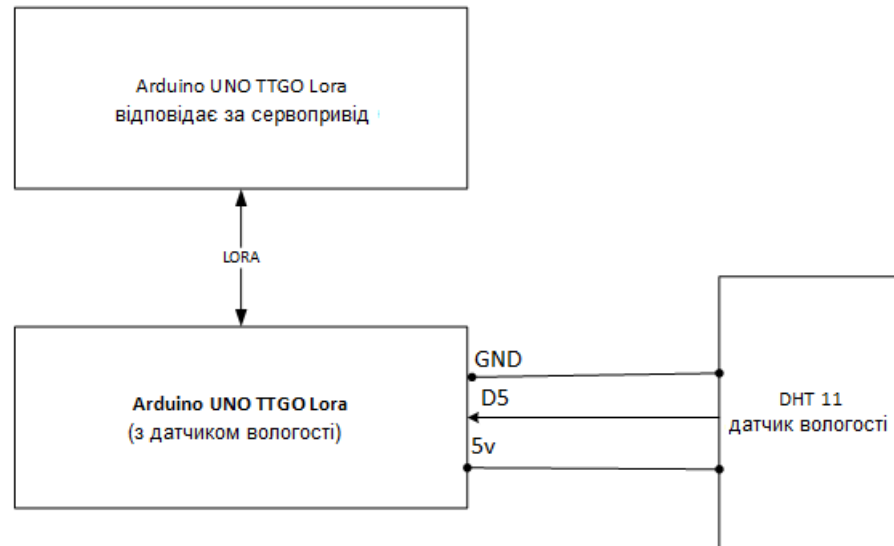 Arduino UNO TTGO Lora
відповідає за сервопривід
LORA
Arduino UNO TTGO Lora
(з датчиком вологості)
GND
D5
5v
DHT 11
датчик вологості